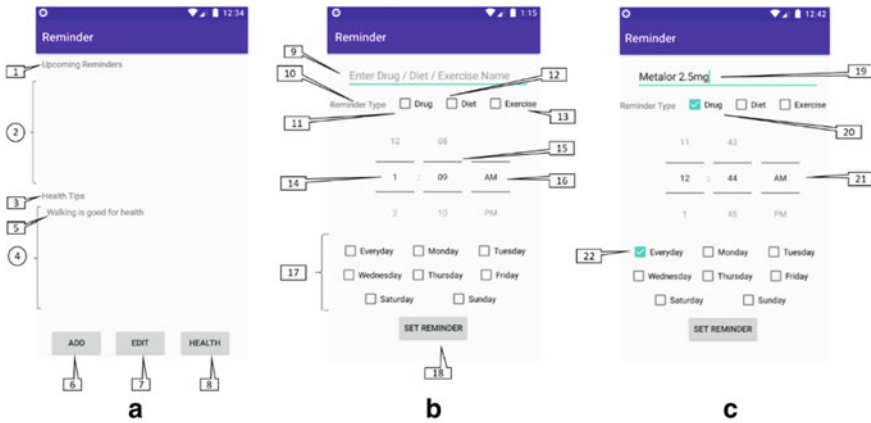 12:34
Reminder
1
Upcoming Reminders
2
3
Health Tips
5
Walking is good for health
4
ADD
EDIT
HEALTH
6
7
8
a
1:15
Reminder
9
Enter Drug / Diet / Exercise Name
10
12
Reminder Type
Drug
Diet
Exercise
11
13
12 08
15
14
1 : 09 AM
16
2 10 PM
17
Everyday
Monday
Tuesday
Wednesday
Thursday
Friday
Saturday
Sunday
SET REMINDER
18
b
12:42
Reminder
Metalor 2.5mg
19
Reminder Type
Drug
Diet
Exercise
20
11 43
12 : 44 AM
21
1 45 PM
22
Everyday
Monday
Tuesday
Wednesday
Thursday
Friday
Saturday
Sunday
SET REMINDER
c